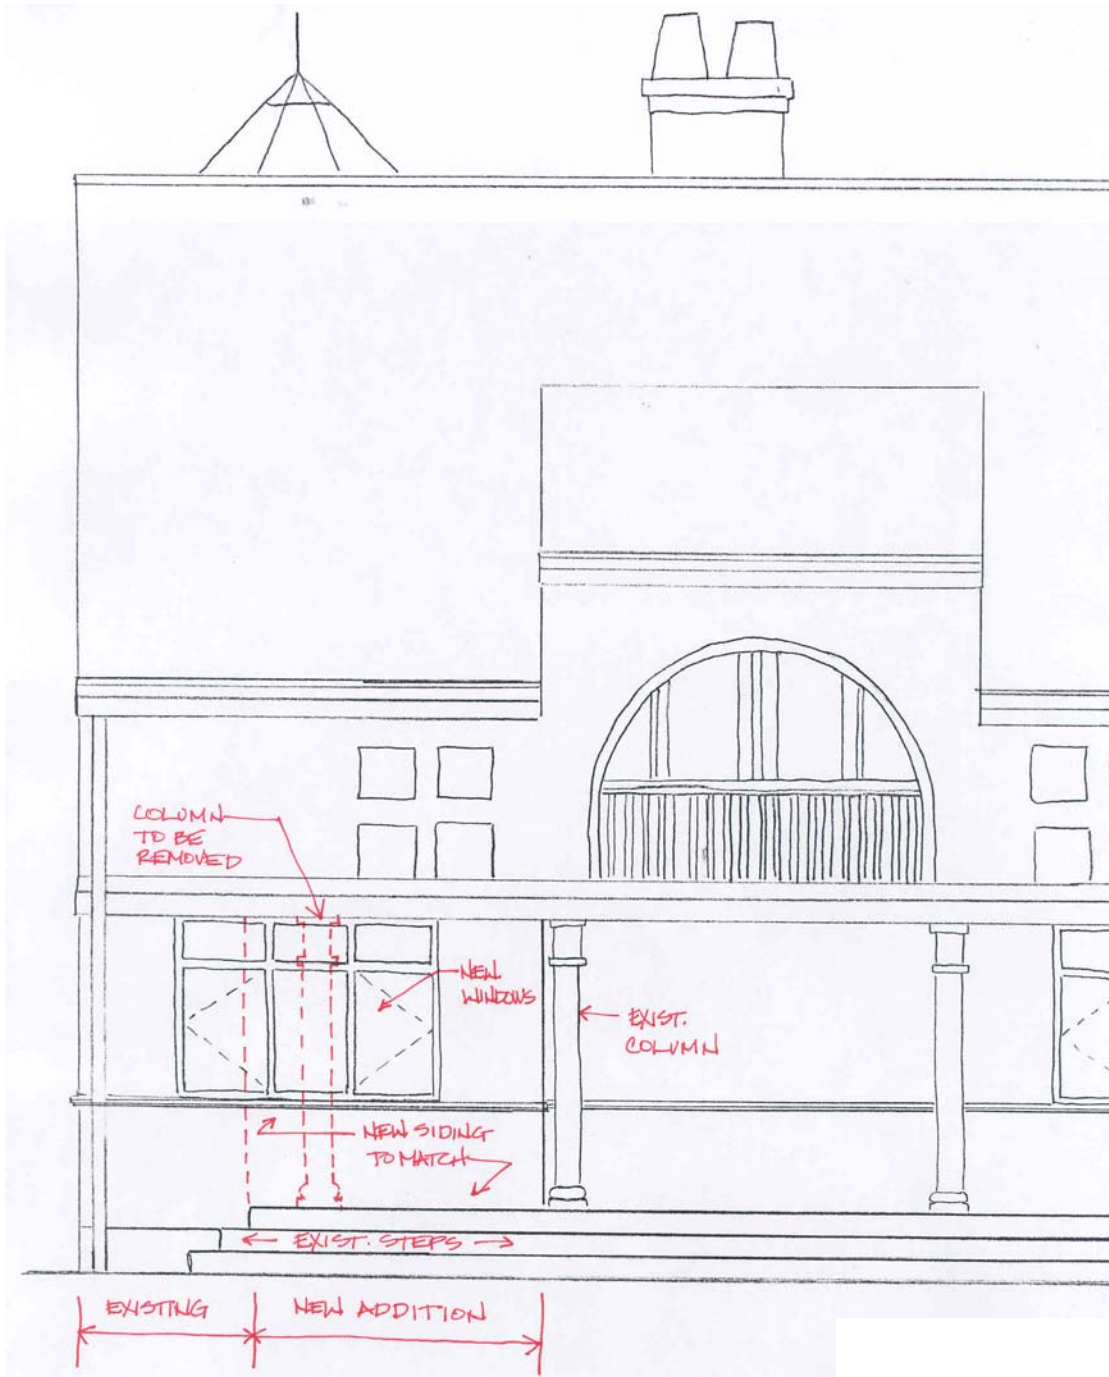 COLUMN
TO BE
REMOVED
NEW
WINDOWS
EXIST.
COLUMN
NEW SIDING
TO MATCH
EXIST. STEPS
EXISTING
NEW ADDITION